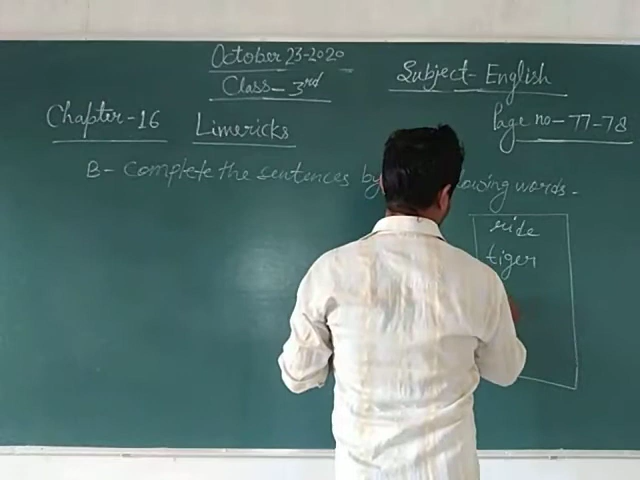 October 23-2020
Class- 3rd
Subject- English
Chapter-16
Limericks
Page no-77-78
B- Complete the sentences by words.
ride
tiger